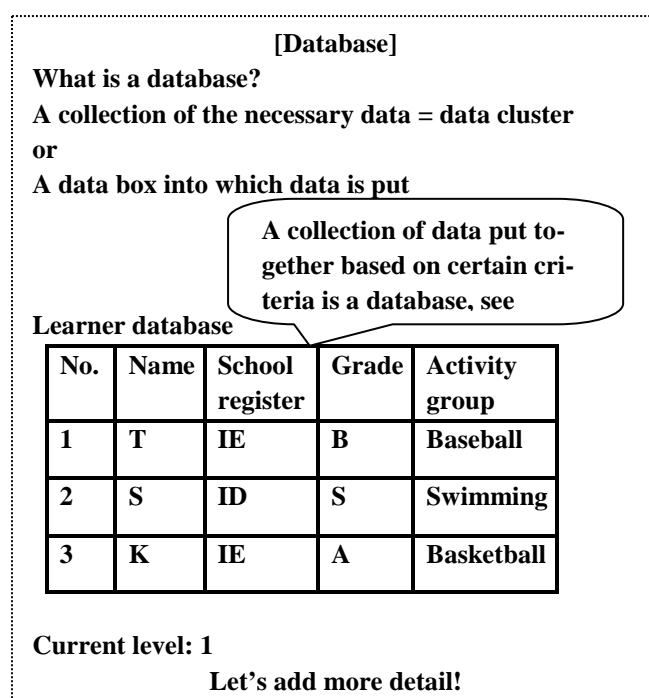 [Database]
What is a database?
A collection of the necessary data = data cluster
or
A data box into which data is put
A collection of data put to-
gether based on certain cri-
teria is a database, see
Learner database
No. Name School register Grade Activity group
1 T IE B Baseball
2 S ID S Swimming
3 K IE A Basketball
Current level: 1
Let's add more detail!